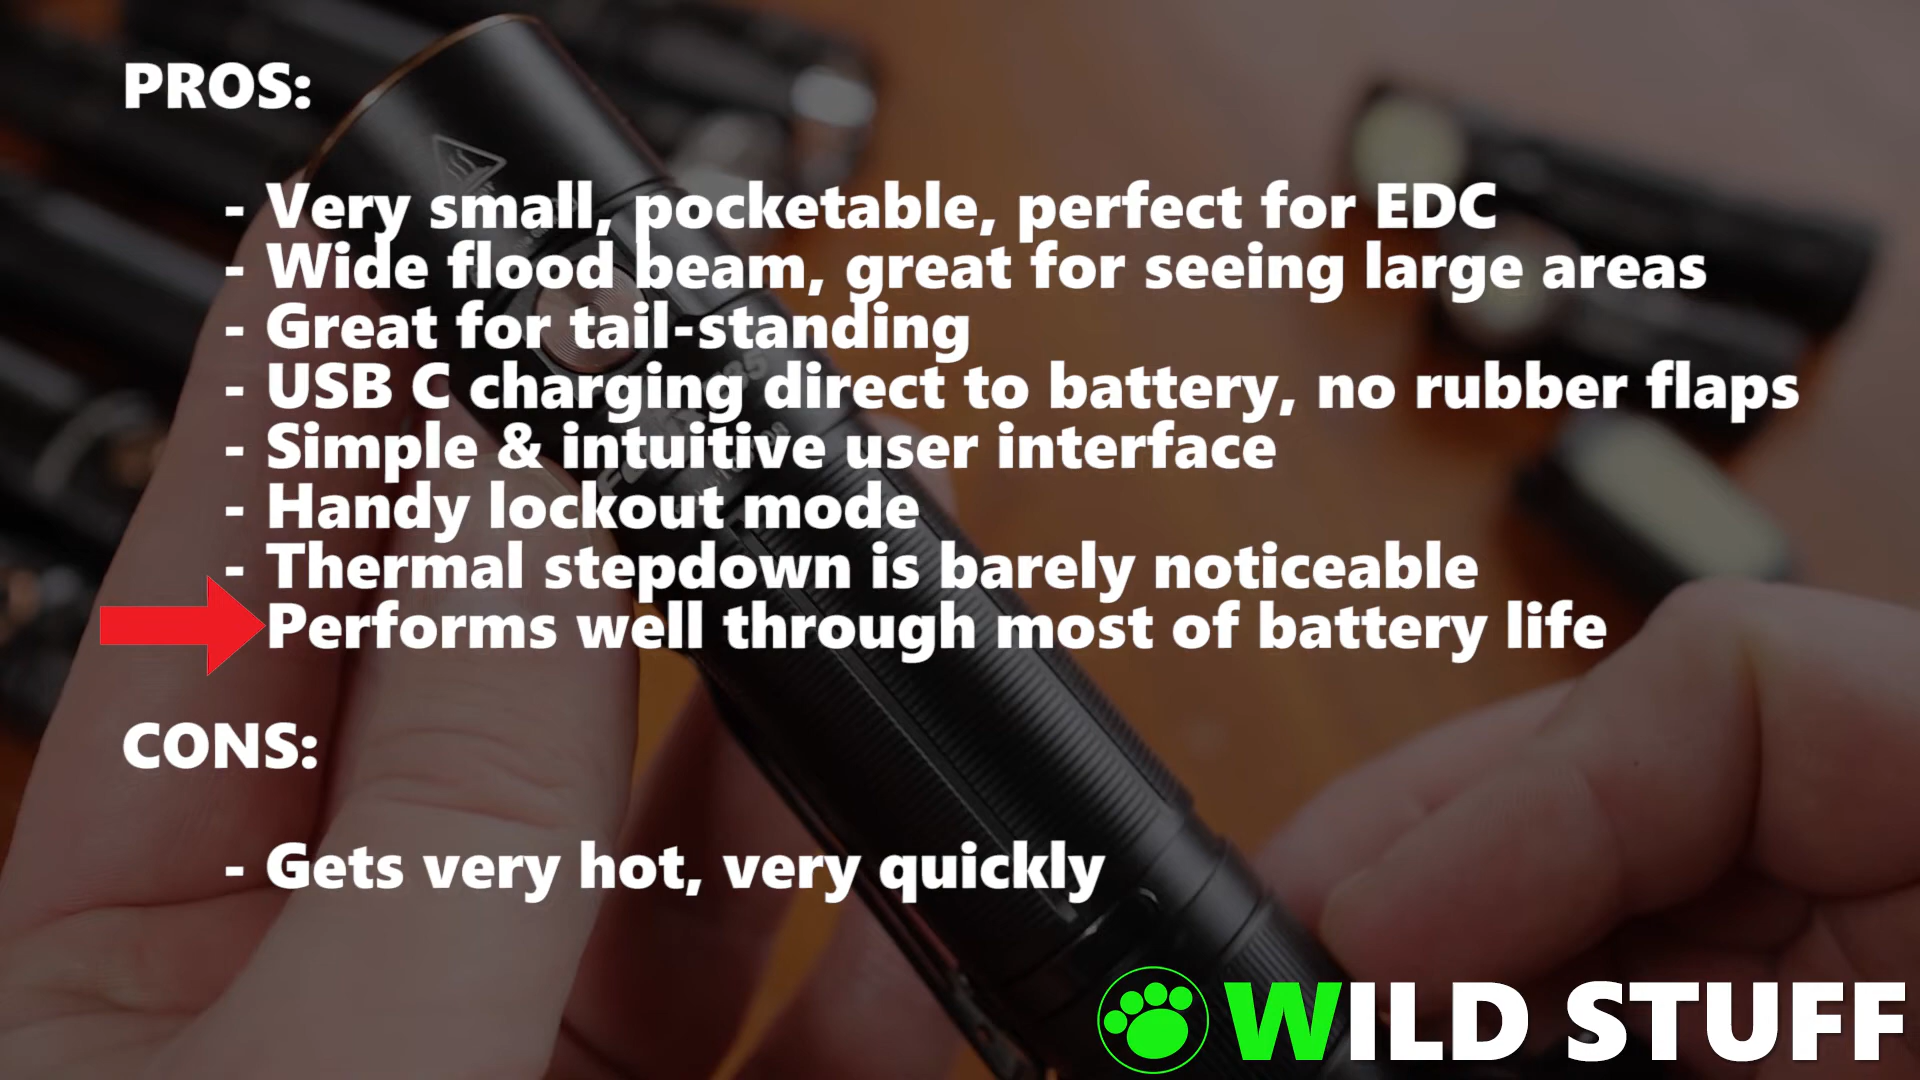 PROS:
- Very small, pocketable, perfect for EDC
- Wide flood beam, great for seeing large areas
- Great for tail-standing
- USB C charging direct to battery, no rubber flaps
- Simple & intuitive user interface
- Handy lockout mode
- Thermal stepdown is barely noticeable
Performs well through most of battery life
CONS:
- Gets very hot, very quickly
WILD STUFF